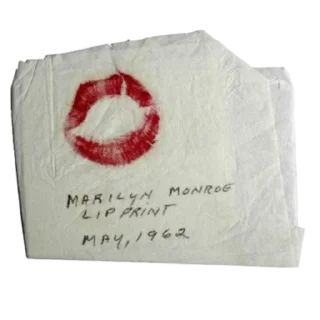 MARILYN MONROE
LIP PRINT
MAY, 1962